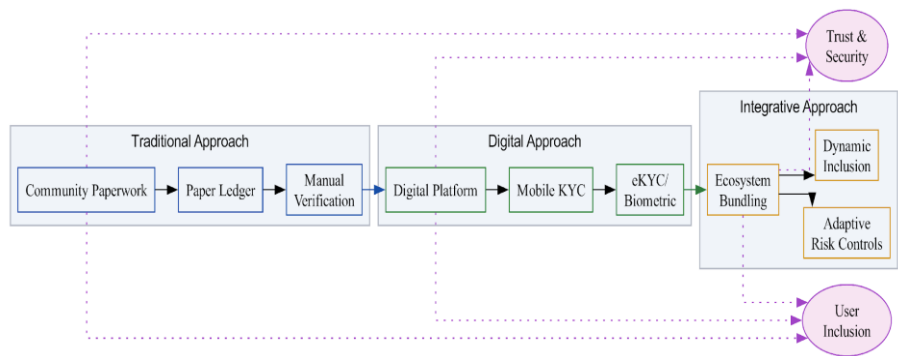 Trust &
Security
Integrative Approach
Traditional Approach
Digital Approach
Dynamic
Inclusion
Community Paperwork
Paper Ledger
Manual
Verification
Digital Platform
Mobile KYC
eKYC/
Biometric
Ecosystem
Bundling
Adaptive
Risk Controls
User
Inclusion